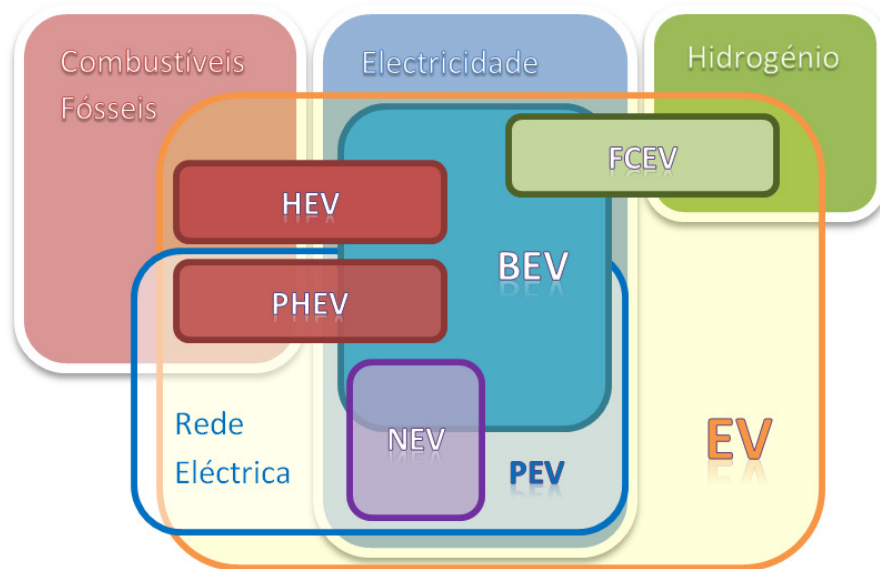 Combustíveis
Fósseis
Electricidade
Hidrogénio
FCEV
HEV
BEV
PHEV
Rede
Eléctrica
NEV
PEV
EV